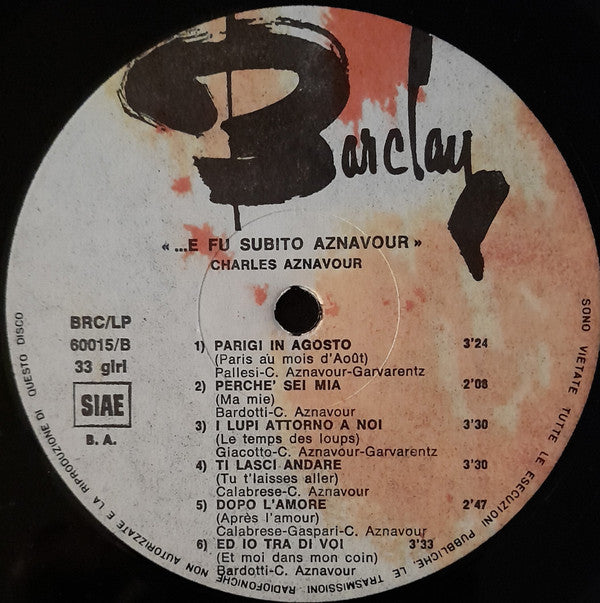 Barclay
«...E FU SUBITO AZNAVOUR»
CHARLES AZNAVOUR
BRC/LP
60015/B
33 giri
SIAE
B. A.
1) PARIGI IN AGOSTO 3'24
(Paris au mois d'Août)
Pallesi-C. Aznavour-Garvarentz
2) PERCHE' SEI MIA 2'08
(Ma mie)
Bardotti-C. Aznavour
3) I LUPI ATTORNO A NOI 3'30
(Le temps des loups)
Giacotto-C. Aznavour-Garvarentz
4) TI LASCI ANDARE 3'30
(Tu t'laisses aller)
Calabrese-C. Aznavour
5) DOPO L'AMORE 2'47
(Après l'amour)
Calabrese-Gaspari-C. Aznavour
6) ED IO TRA DI VOI 3'33
(Et moi dans mon coin)
Bardotti-C. Aznavour
SONO VIETATE TUTTE LE ESECUZIONI PUBBLICHE, LE TRASMISSIONI RADIOFONICHE NON AUTORIZZATE E LA RIPRODUZIONE DI QUESTO DISCO